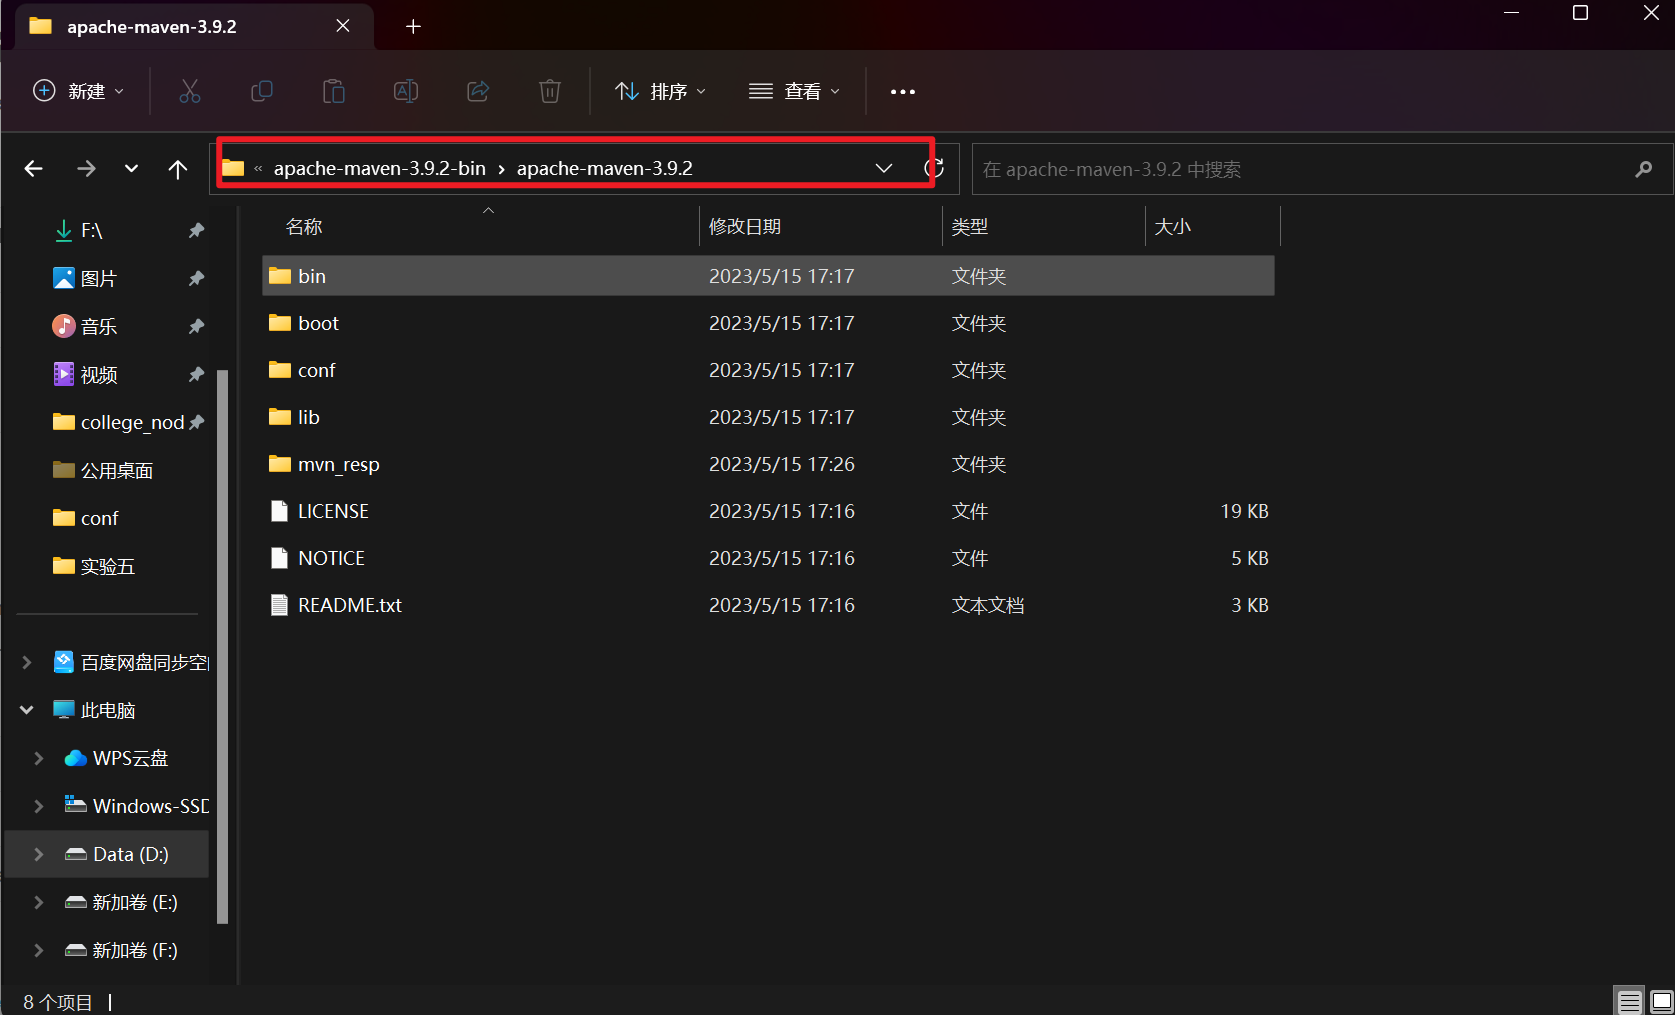 apache-maven-3.9.2
新建
排序
查看
« apache-maven-3.9.2-bin › apache-maven-3.9.2
在 apache-maven-3.9.2 中搜索
F:\
图片
音乐
视频
college_nod
公用桌面
conf
实验五
百度网盘同步空
此电脑
WPS云盘
Windows-SSD
Data (D:)
新加卷 (E:)
新加卷 (F:)
名称 修改日期 类型 大小
bin 2023/5/15 17:17 文件夹
boot 2023/5/15 17:17 文件夹
conf 2023/5/15 17:17 文件夹
lib 2023/5/15 17:17 文件夹
mvn_resp 2023/5/15 17:26 文件夹
LICENSE 2023/5/15 17:16 文件 19 KB
NOTICE 2023/5/15 17:16 文件 5 KB
README.txt 2023/5/15 17:16 文本文档 3 KB
8 个项目